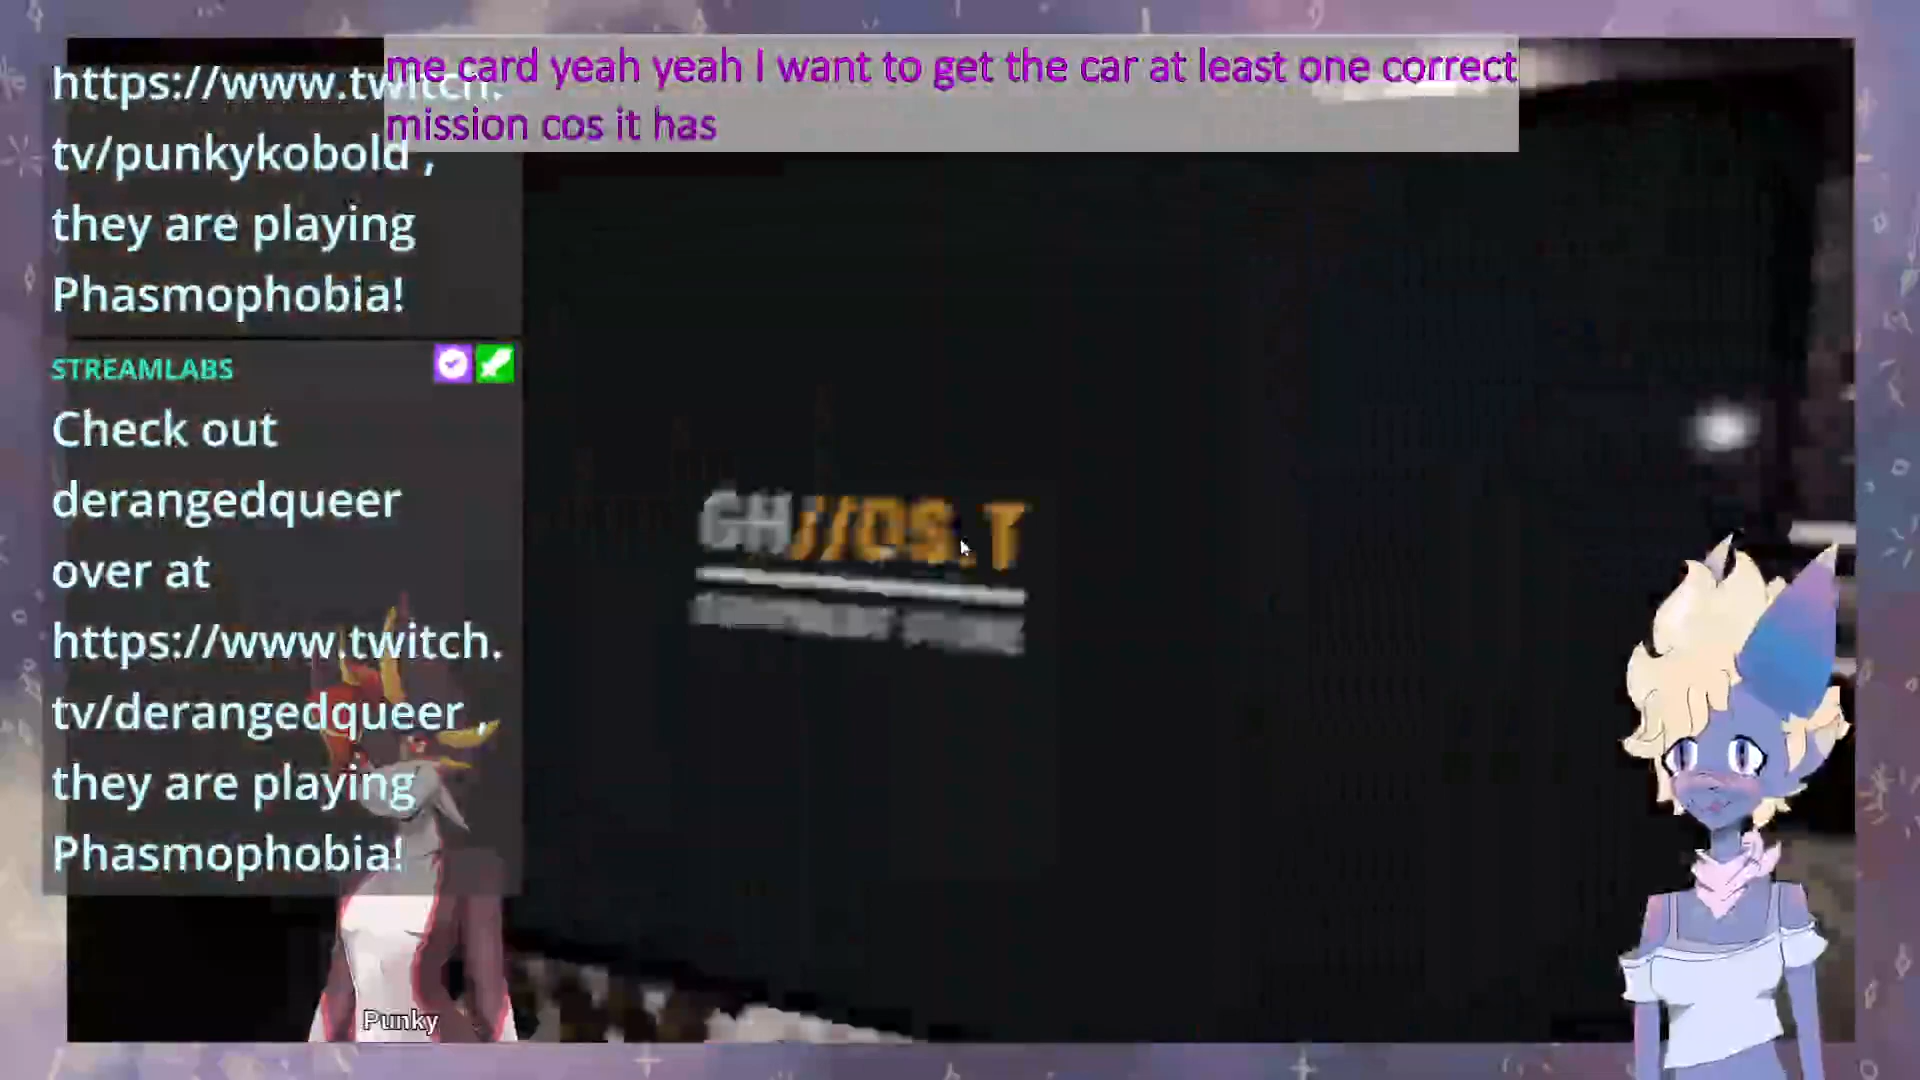 me card yeah yeah I want to get the car at least one correct
mission cos it has
https://www.twitch.
tv/punkykobold ,
they are playing
Phasmophobia!
STREAMLABS
Check out
derangedqueer
over at
https://www.twitch.
tv/derangedqueer ,
they are playing
Phasmophobia!
GH//OS.T
Punky